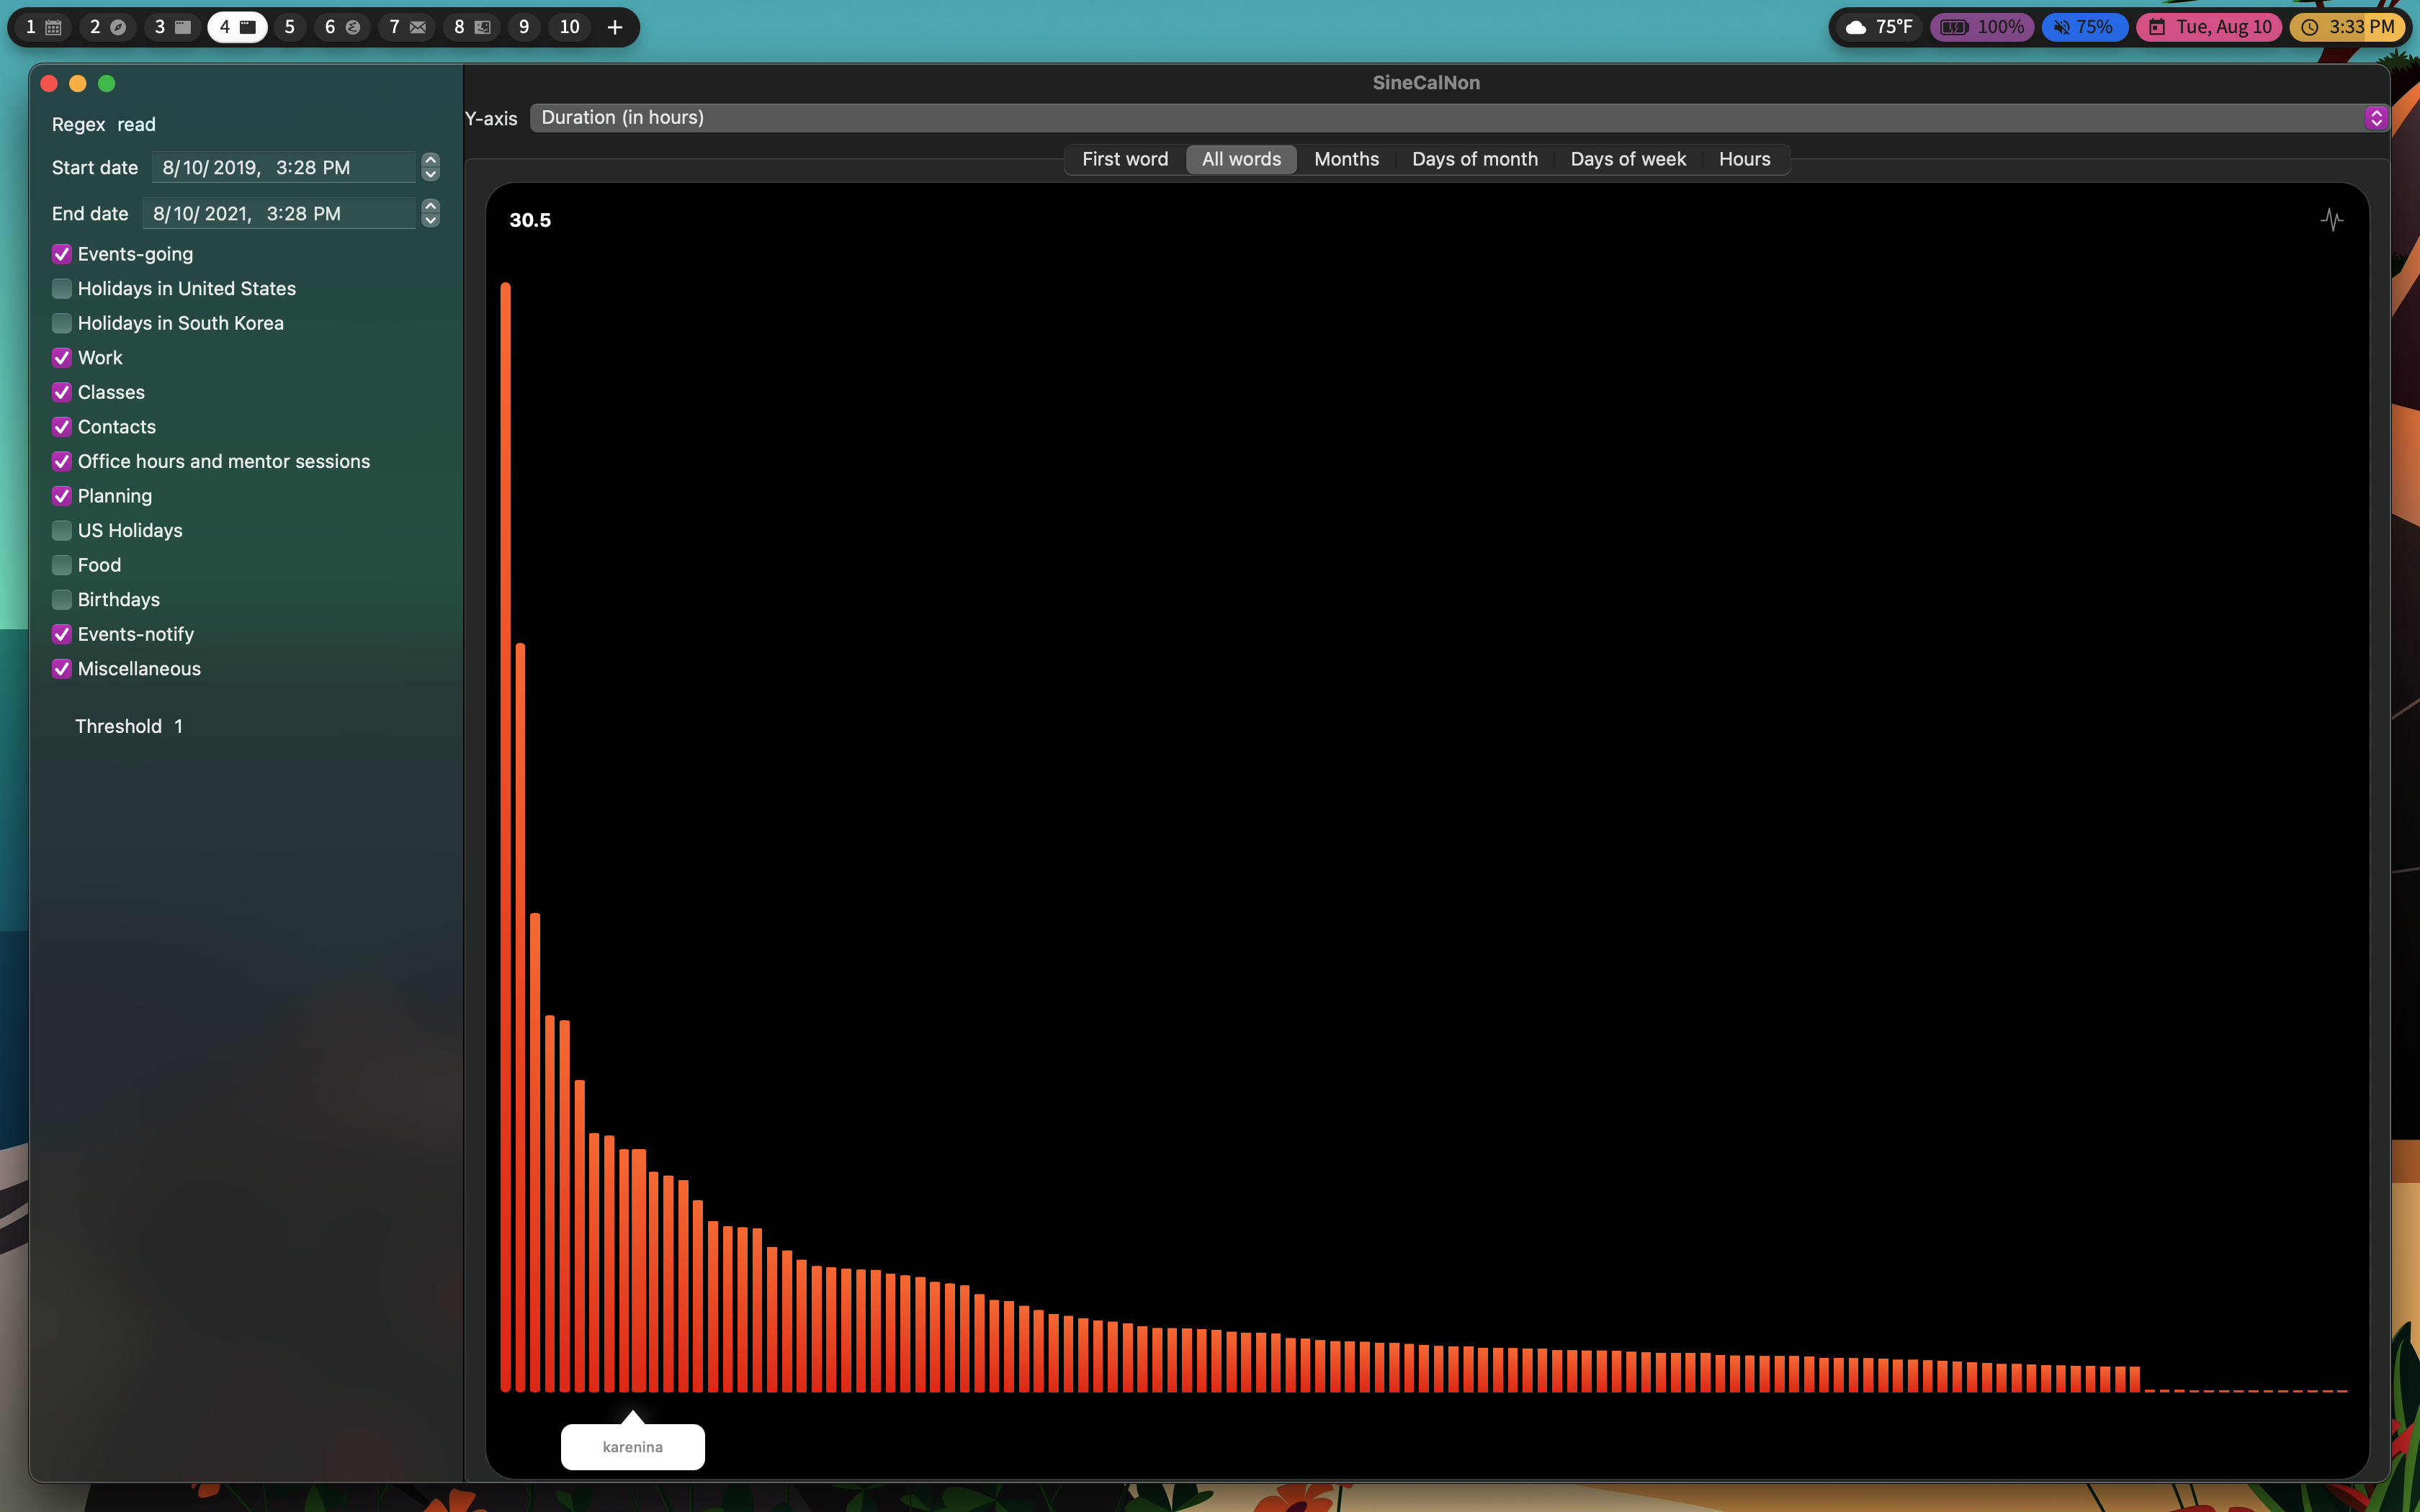 1 2 3 4 5 6 7 8 9 10 +
75°F 100% 75% Tue, Aug 10 3:33 PM
SineCalNon
Regex read
Start date 8/10/2019, 3:28 PM
End date 8/10/2021, 3:28 PM
Events-going
Holidays in United States
Holidays in South Korea
Work
Classes
Contacts
Office hours and mentor sessions
Planning
US Holidays
Food
Birthdays
Events-notify
Miscellaneous
Threshold 1
Y-axis Duration (in hours)
First word All words Months Days of month Days of week Hours
30.5
karenina